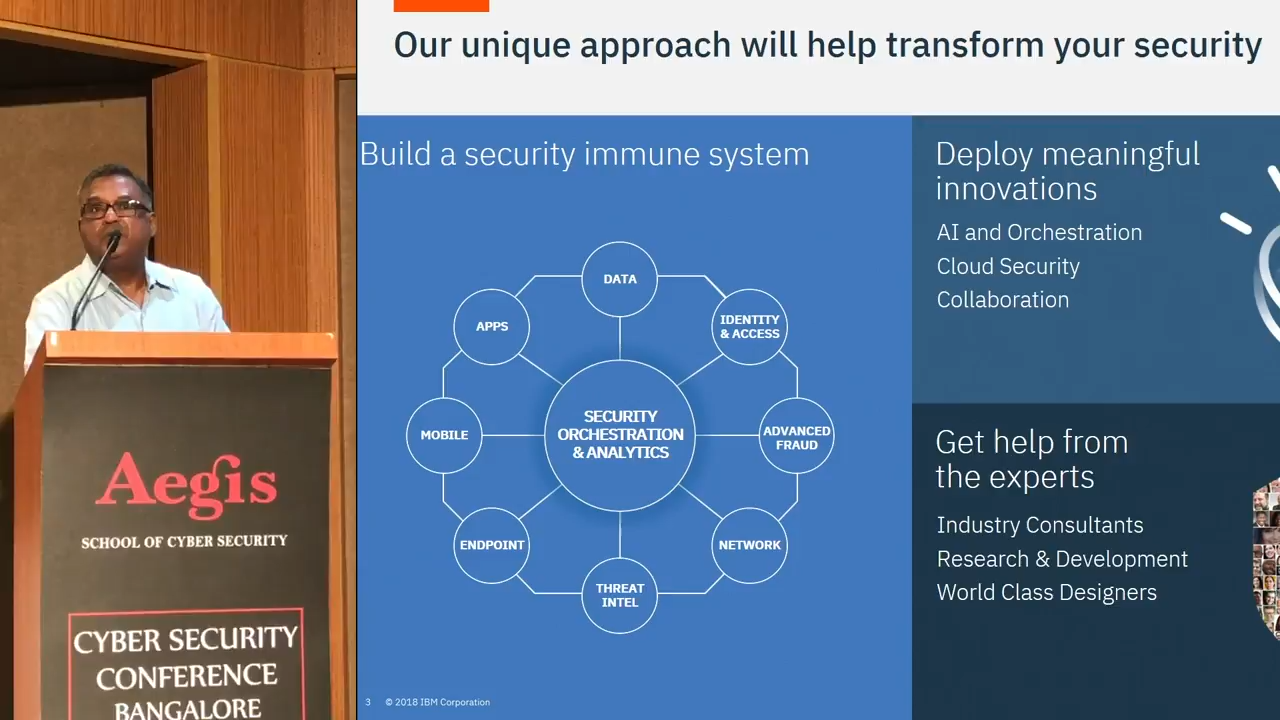 Our unique approach will help transform your security
Build a security immune system
DATA
IDENTITY
& ACCESS
ADVANCED
FRAUD
NETWORK
THREAT
INTEL
ENDPOINT
MOBILE
APPS
SECURITY
ORCHESTRATION
& ANALYTICS
Deploy meaningful
innovations
AI and Orchestration
Cloud Security
Collaboration
Get help from
the experts
Industry Consultants
Research & Development
World Class Designers
3 © 2018 IBM Corporation
Aegis
SCHOOL OF CYBER SECURITY
CYBER SECURITY
CONFERENCE
BANGALORE